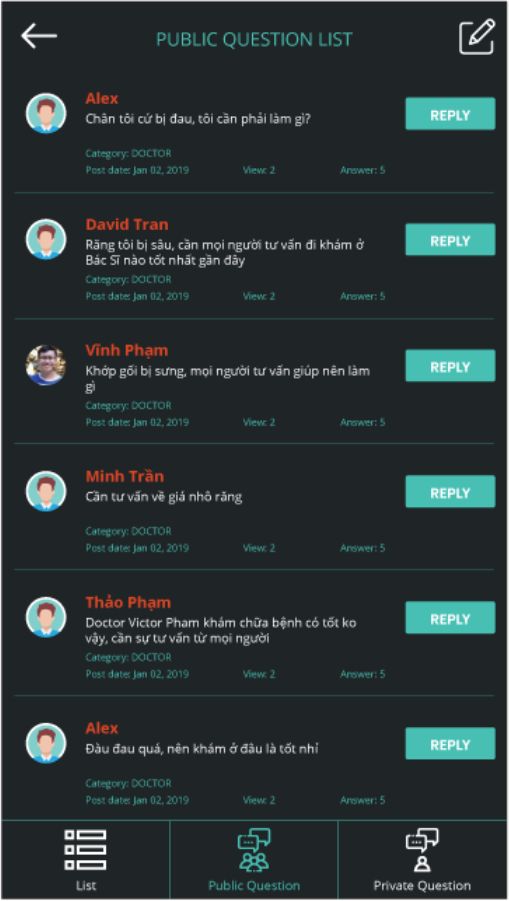 PUBLIC QUESTION LIST
Alex
Chân tôi cứ bị đau, tôi cần phải làm gì?
REPLY
Category: DOCTOR
Post date: Jan 02, 2019 View: 2 Answer: 5
David Tran
Răng tôi bị sâu, cần mọi người tư vấn đi khám ở
Bác Sĩ nào tốt nhất gần đây
REPLY
Category: DOCTOR
Post date: Jan 02, 2019 View: 2 Answer: 5
Vĩnh Phạm
Khớp gối bị sưng, mọi người tư vấn giúp nên làm
gì
REPLY
Category: DOCTOR
Post date: Jan 02, 2019 View: 2 Answer: 5
Minh Trần
Cần tư vấn về giá nhô răng
REPLY
Category: DOCTOR
Post date: Jan 02, 2019 View: 2 Answer: 5
Thảo Phạm
Doctor Victor Pham khám chữa bệnh có tốt ko
vậy, cần sự tư vấn từ mọi người
REPLY
Category: DOCTOR
Post date: Jan 02, 2019 View: 2 Answer: 5
Alex
Đàu đau quá, nên khám ở đâu là tốt nhỉ
REPLY
Category: DOCTOR
Post date: Jan 02, 2019 View: 2 Answer: 5
List Public Question Private Question